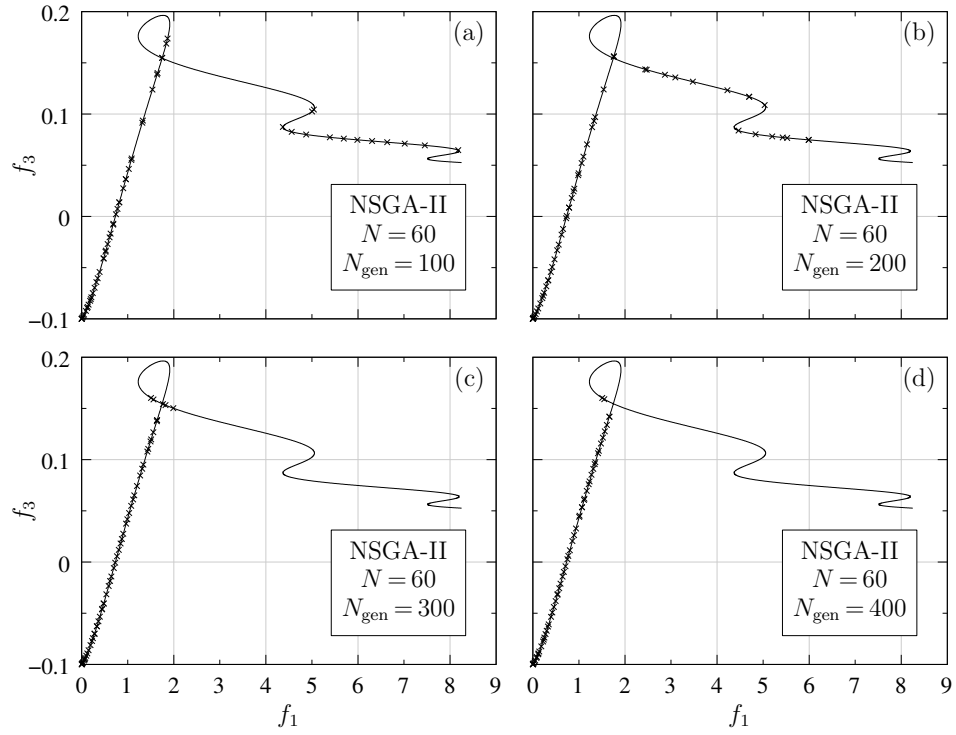 0.2
(a)
(b)
0.1
f3
NSGA-II
N = 60
Ngen = 100
NSGA-II
N = 60
Ngen = 200
0
−0.1
0.2
(c)
(d)
0.1
f3
NSGA-II
N = 60
Ngen = 300
NSGA-II
N = 60
Ngen = 400
0
−0.1
0 1 2 3 4 5 6 7 8 9
0 1 2 3 4 5 6 7 8 9
f1
f1